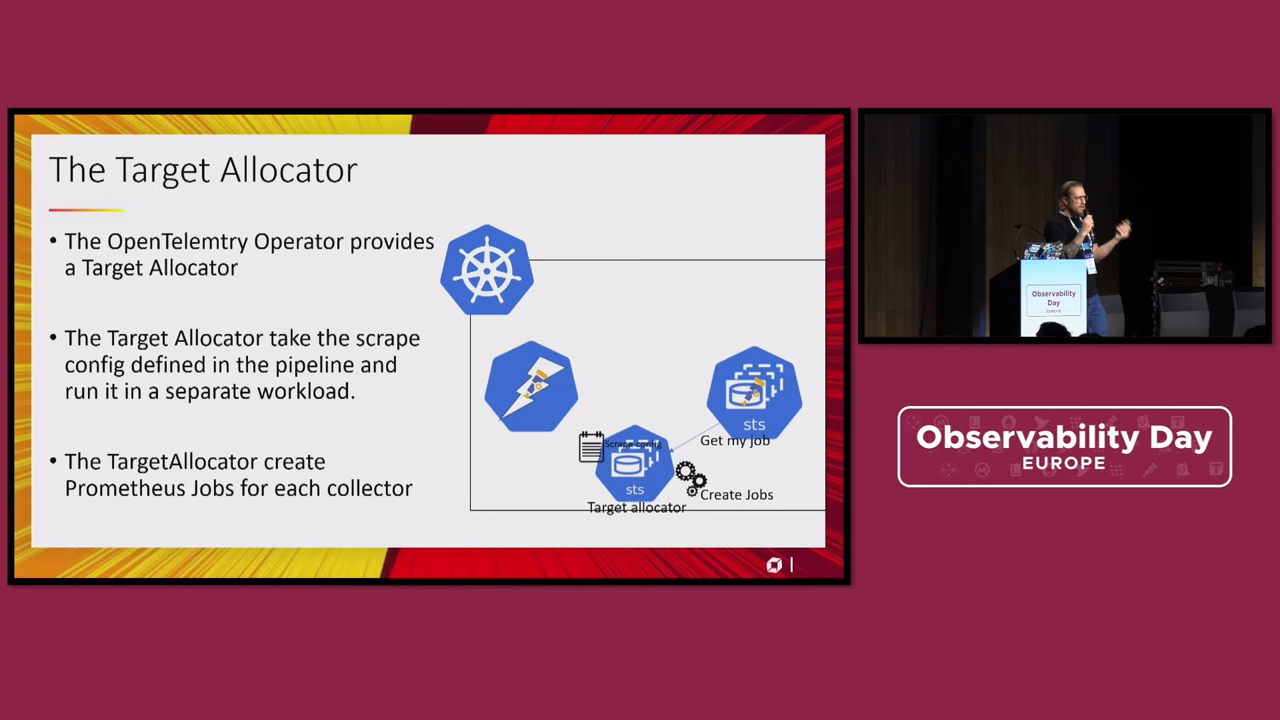 The Target Allocator
• The OpenTelemtry Operator provides
a Target Allocator
• The Target Allocator take the scrape
config defined in the pipeline and
run it in a separate workload.
• The TargetAllocator create
Prometheus Jobs for each collector
sts
Get my job
Scrape config
sts
Create Jobs
Target allocator
Observability
Day
EUROPE
Observability Day
EUROPE